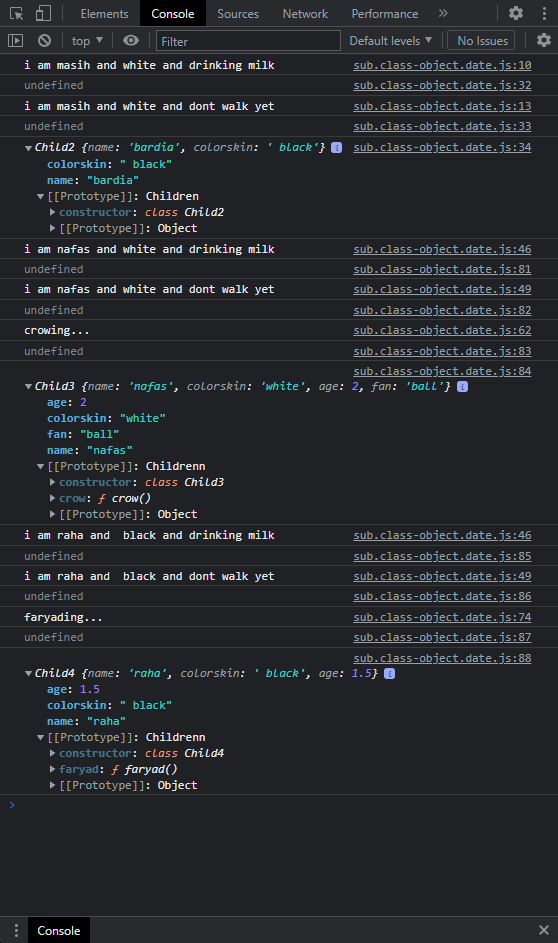 Elements Console Sources Network Performance »
top ▼ Filter Default levels ▼ No Issues
i am masih and white and drinking milk sub.class-object.date.js:10
undefined sub.class-object.date.js:32
i am masih and white and dont walk yet sub.class-object.date.js:13
undefined sub.class-object.date.js:33
▼Child2 {name: 'bardia', colorskin: ' black'} i sub.class-object.date.js:34
colorskin: " black"
name: "bardia"
▼[[Prototype]]: Children
▶constructor: class Child2
▶[[Prototype]]: Object
i am nafas and white and drinking milk sub.class-object.date.js:46
undefined sub.class-object.date.js:81
i am nafas and white and dont walk yet sub.class-object.date.js:49
undefined sub.class-object.date.js:82
crowing... sub.class-object.date.js:62
undefined sub.class-object.date.js:83
sub.class-object.date.js:84
▼Child3 {name: 'nafas', colorskin: 'white', age: 2, fan: 'ball'} i
age: 2
colorskin: "white"
fan: "ball"
name: "nafas"
▼[[Prototype]]: Childrenn
▶constructor: class Child3
▶crow: ƒ crow()
▶[[Prototype]]: Object
i am raha and  black and drinking milk sub.class-object.date.js:46
undefined sub.class-object.date.js:85
i am raha and  black and dont walk yet sub.class-object.date.js:49
undefined sub.class-object.date.js:86
faryading... sub.class-object.date.js:74
undefined sub.class-object.date.js:87
sub.class-object.date.js:88
▼Child4 {name: 'raha', colorskin: ' black', age: 1.5} i
age: 1.5
colorskin: " black"
name: "raha"
▼[[Prototype]]: Childrenn
▶constructor: class Child4
▶faryad: ƒ faryad()
▶[[Prototype]]: Object
>
Console